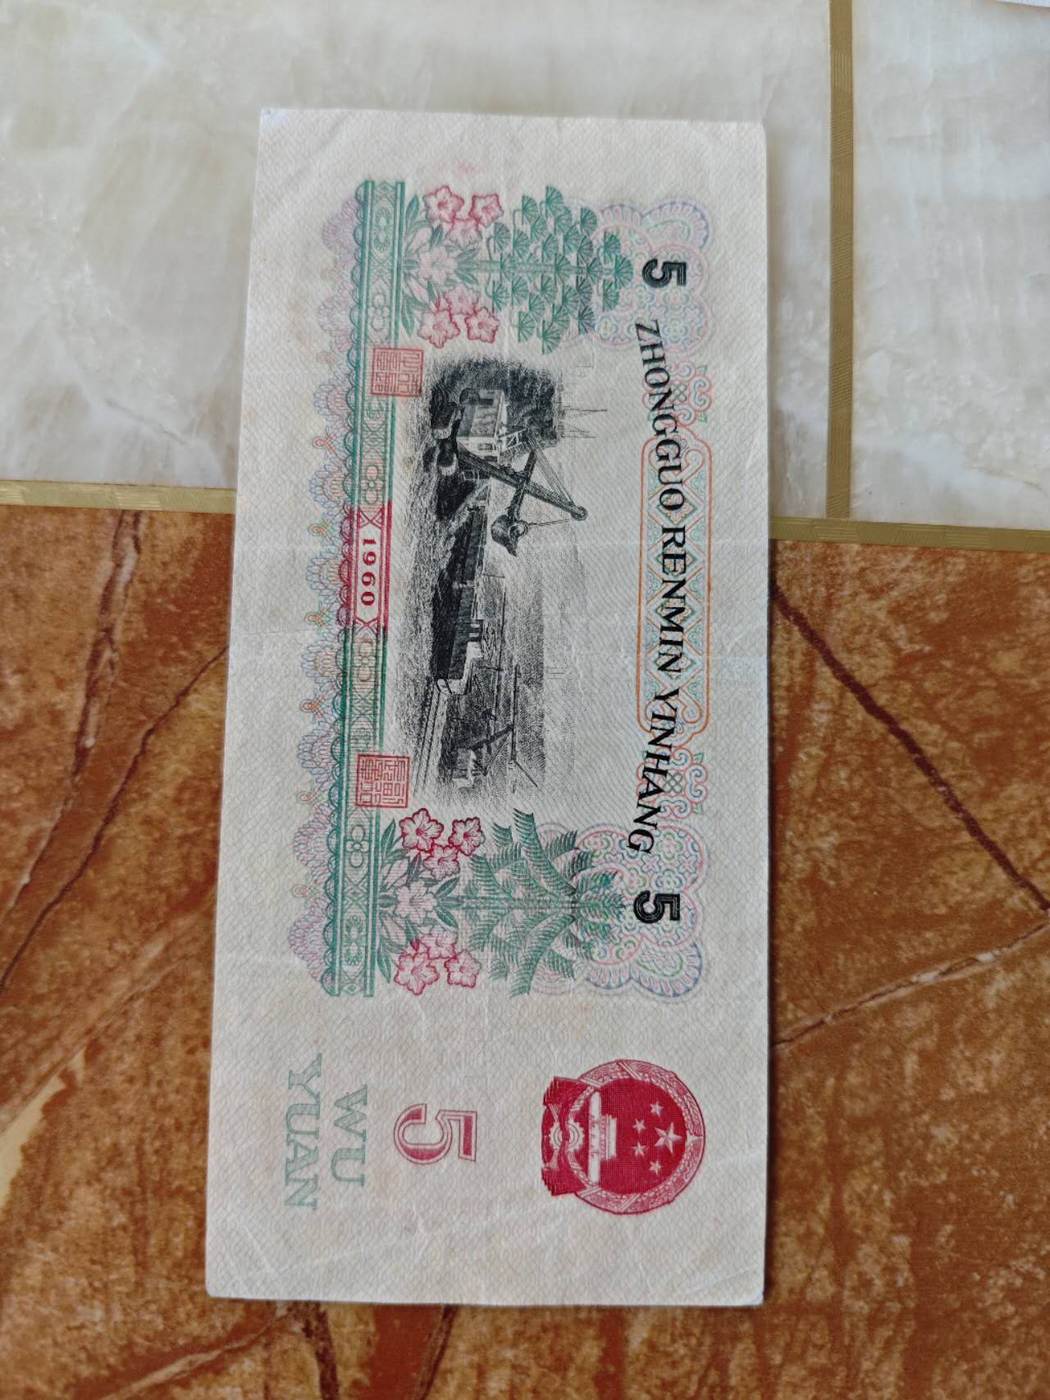 5 ZHONGGUO RENMIN YINHANG 5
1960
5
WU
YUAN